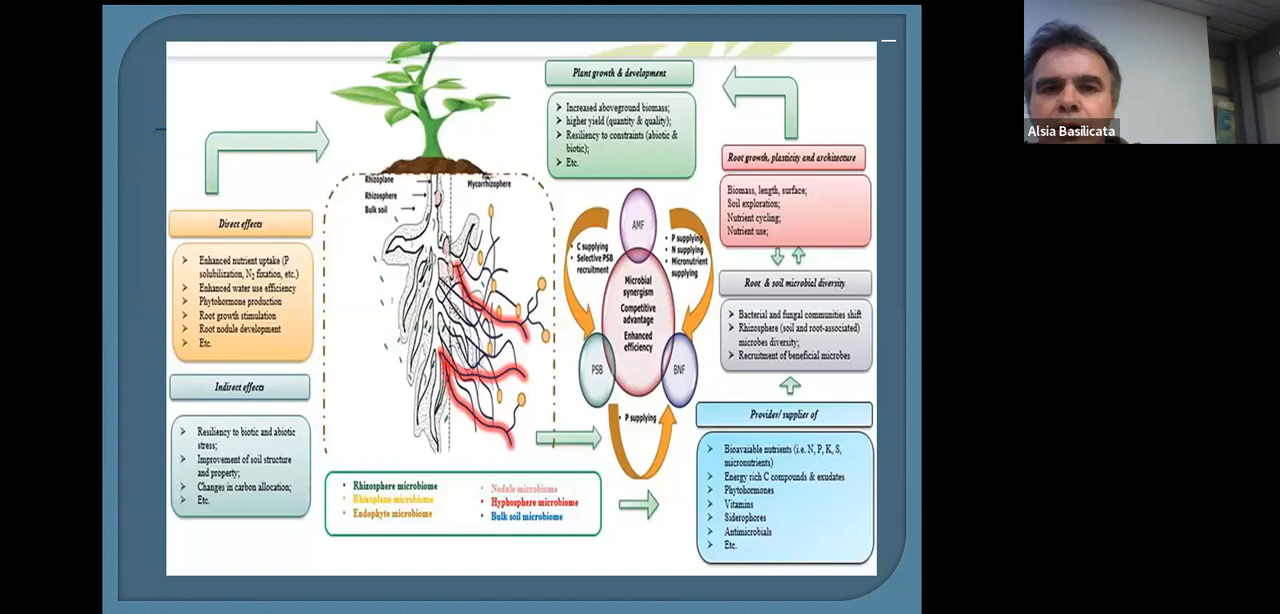 Plant growth & development
Increased aboveground biomass;
higher yield (quantity & quality);
Resiliency to constraints (abiotic &
biotic);
Etc.
Alsia Basilicata
Root growth, plasticity and architecture
Biomass, length, surface;
Soil exploration;
Nutrient cycling;
Nutrient use;
Rhizoplane
Rhizosphere
Bulk soil
Mycorrhizosphere
Direct effects
Enhanced nutrient uptake (P
solubilization, N2 fixation, etc.)
Enhanced water use efficiency
Phytohormone production
Root growth stimulation
Root nodule development
Etc.
AMF
C supplying
Selective PSB
recruitment
P supplying
N supplying
Micronutrient
supplying
Microbial
synergism
Competitive
advantage
Enhanced
efficiency
PSB
BNF
P supplying
Root & soil microbial diversity
Bacterial and fungal communities shift
Rhizosphere (soil and root-associated)
microbes diversity;
Recruitment of beneficial microbes
Indirect effects
Resiliency to biotic and abiotic
stress;
Improvement of soil structure
and property;
Changes in carbon allocation;
Etc.
Provider/ supplier of
Bioavaiable nutrients (i.e. N, P, K, S,
micronutrients)
Energy rich C compounds & exudates
Phytohormones
Vitamins
Siderophores
Antimicrobials
Etc.
Rhizosphere microbiome
Rhizoplane microbiome
Endophyte microbiome
Nodule microbiome
Hyphosphere microbiome
Bulk soil microbiome